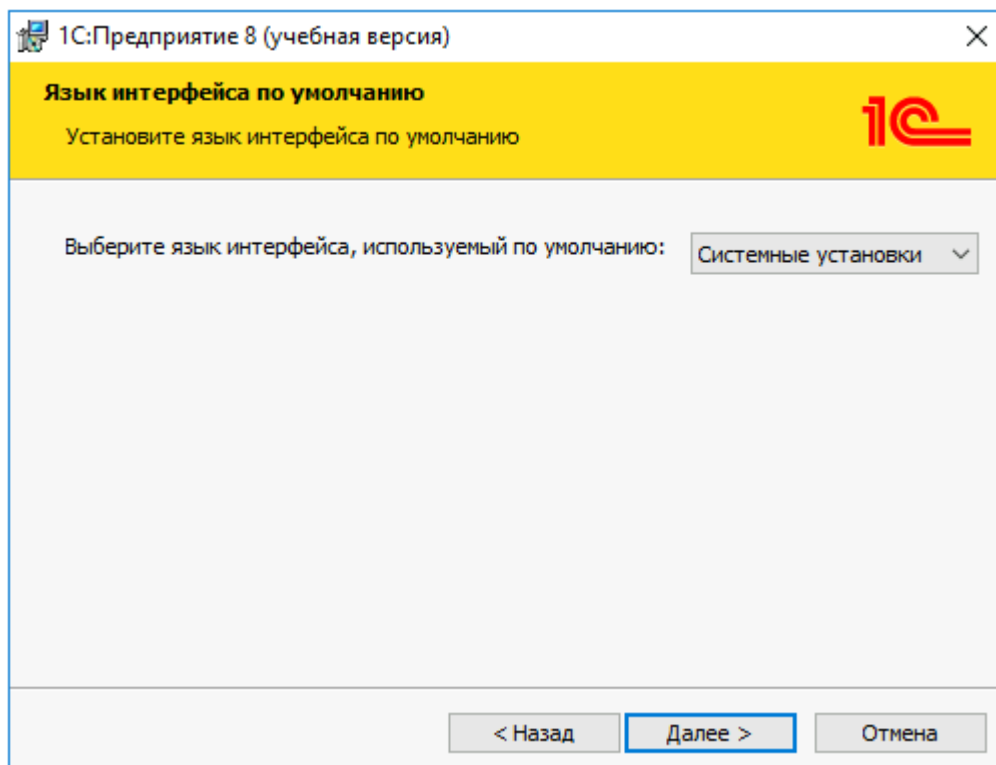 1С:Предприятие 8 (учебная версия)
Язык интерфейса по умолчанию
Установите язык интерфейса по умолчанию
1С
Выберите язык интерфейса, используемый по умолчанию: Системные установки
< Назад Далее > Отмена